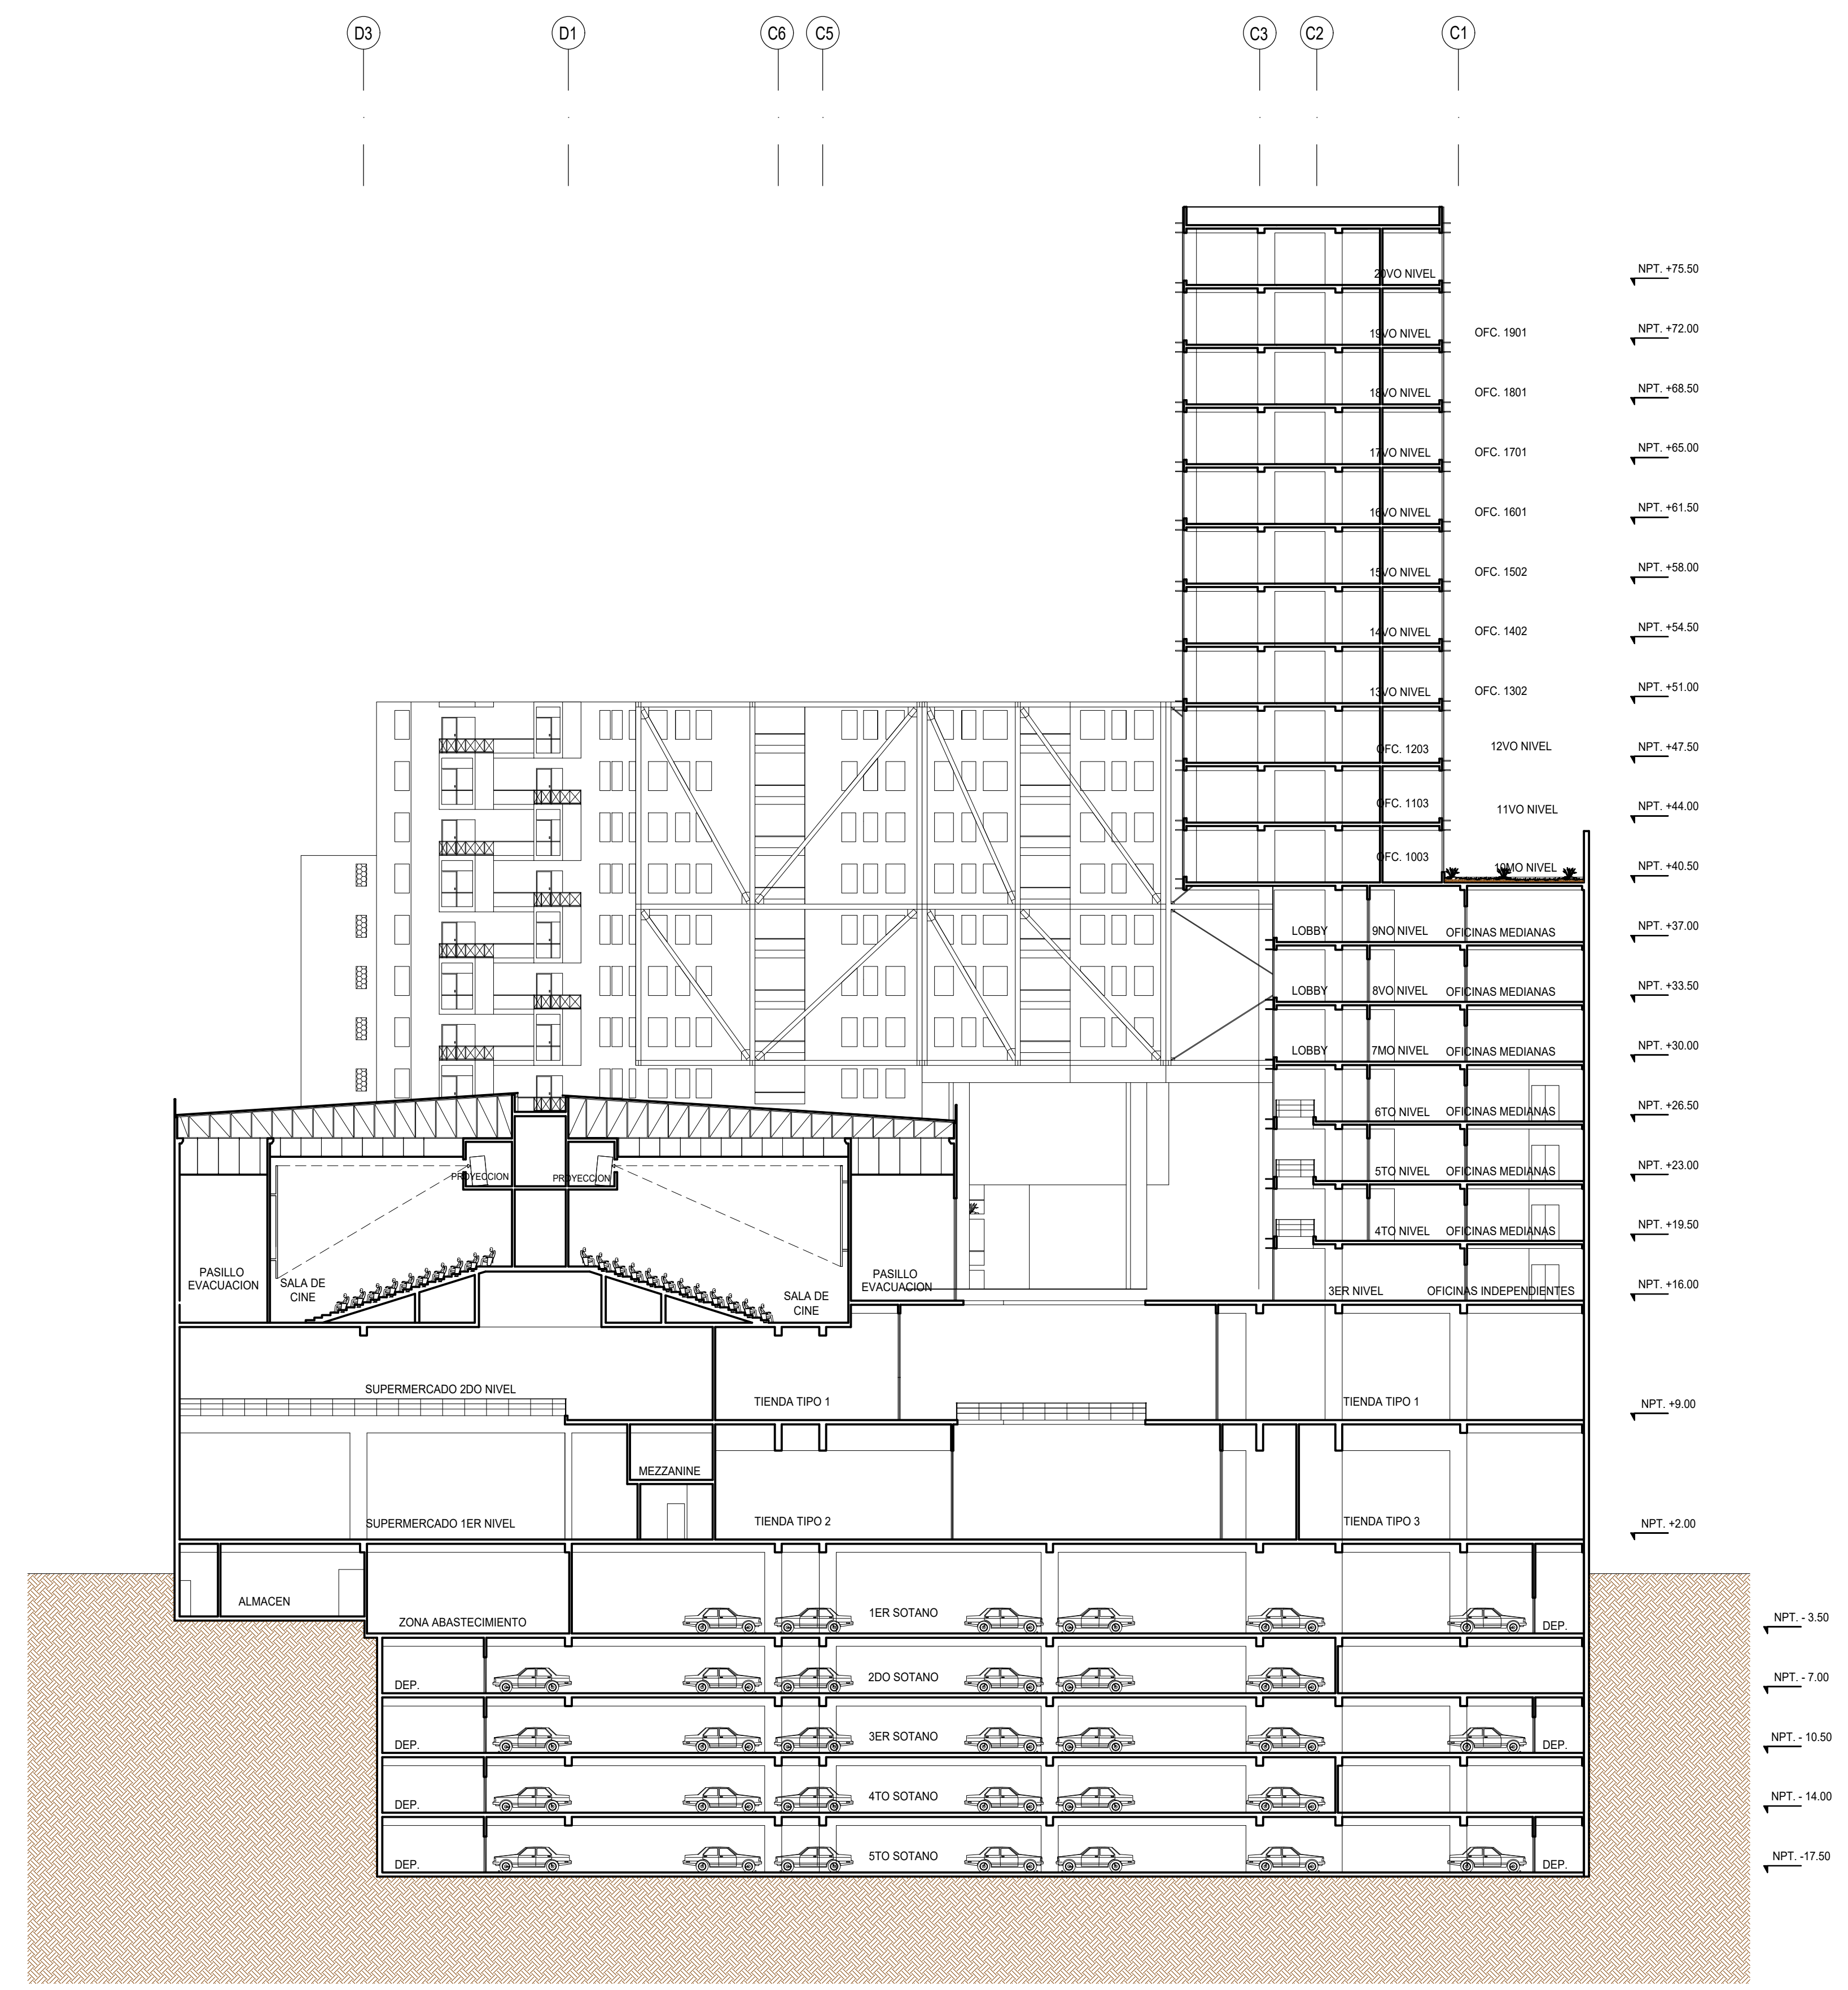 D3 D1 C6 C5 C3 C2 C1
20VO NIVEL NPT. +75.50
19VO NIVEL OFC. 1901 NPT. +72.00
18VO NIVEL OFC. 1801 NPT. +68.50
17VO NIVEL OFC. 1701 NPT. +65.00
16VO NIVEL OFC. 1601 NPT. +61.50
15VO NIVEL OFC. 1502 NPT. +58.00
14VO NIVEL OFC. 1402 NPT. +54.50
13VO NIVEL OFC. 1302 NPT. +51.00
OFC. 1203 12VO NIVEL NPT. +47.50
OFC. 1103 11VO NIVEL NPT. +44.00
OFC. 1003 10MO NIVEL NPT. +40.50
LOBBY 9NO NIVEL OFICINAS MEDIANAS NPT. +37.00
LOBBY 8VO NIVEL OFICINAS MEDIANAS NPT. +33.50
LOBBY 7MO NIVEL OFICINAS MEDIANAS NPT. +30.00
6TO NIVEL OFICINAS MEDIANAS NPT. +26.50
PROYECCION PROYECCION 5TO NIVEL OFICINAS MEDIANAS NPT. +23.00
4TO NIVEL OFICINAS MEDIANAS NPT. +19.50
PASILLO
EVACUACION
SALA DE
CINE
SALA DE
CINE
PASILLO
EVACUACION
3ER NIVEL OFICINAS INDEPENDIENTES NPT. +16.00
SUPERMERCADO 2DO NIVEL TIENDA TIPO 1 TIENDA TIPO 1 NPT. +9.00
MEZZANINE
SUPERMERCADO 1ER NIVEL TIENDA TIPO 2 TIENDA TIPO 3 NPT. +2.00
ALMACEN
ZONA ABASTECIMIENTO 1ER SOTANO DEP. NPT. - 3.50
DEP. 2DO SOTANO NPT. - 7.00
DEP. 3ER SOTANO DEP. NPT. - 10.50
DEP. 4TO SOTANO NPT. - 14.00
DEP. 5TO SOTANO DEP. NPT. -17.50